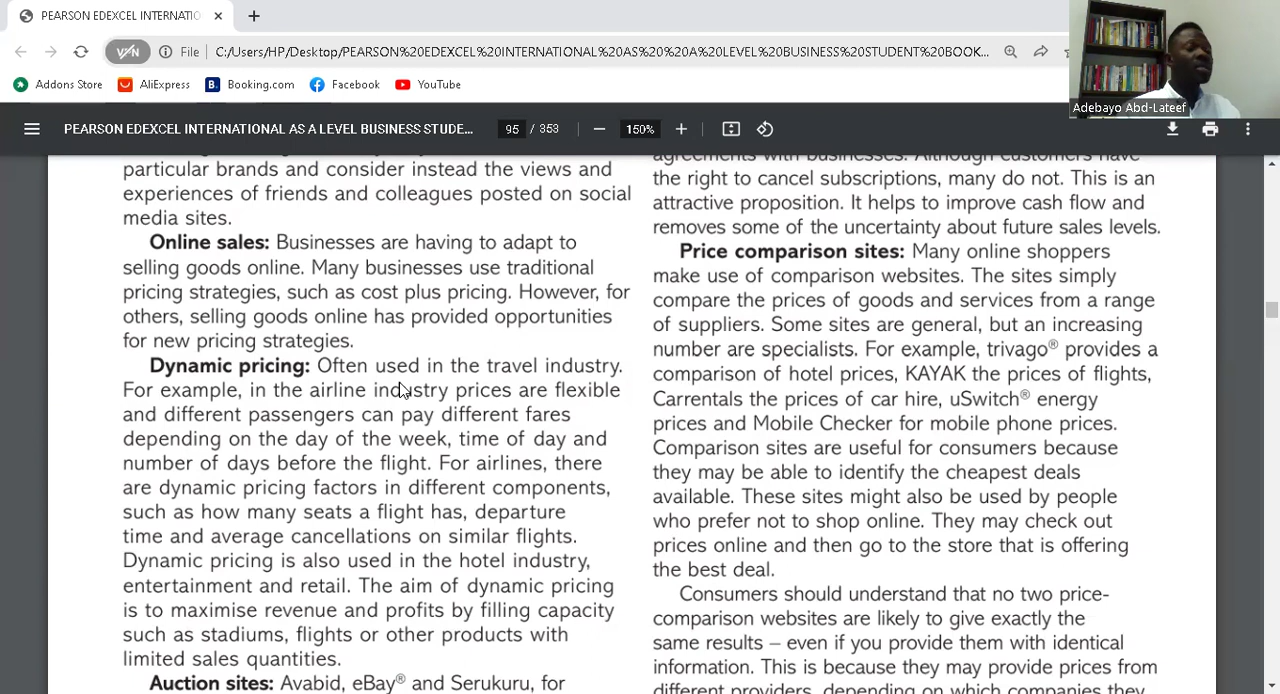 PEARSON EDEXCEL INTERNATIO
File
C:/Users/HP/Desktop/PEARSON%20EDEXCEL%20INTERNATIONAL%20AS%20%20A%20LEVEL%20BUSINESS%20STUDENT%20BOOK...
Addons Store
AliExpress
Booking.com
Facebook
YouTube
Adebayo Abd-Lateef
PEARSON EDEXCEL INTERNATIONAL AS A LEVEL BUSINESS STUDE...
95 / 353
150%
particular brands and consider instead the views and
experiences of friends and colleagues posted on social
media sites.
Online sales: Businesses are having to adapt to
selling goods online. Many businesses use traditional
pricing strategies, such as cost plus pricing. However, for
others, selling goods online has provided opportunities
for new pricing strategies.
Dynamic pricing: Often used in the travel industry.
For example, in the airline industry prices are flexible
and different passengers can pay different fares
depending on the day of the week, time of day and
number of days before the flight. For airlines, there
are dynamic pricing factors in different components,
such as how many seats a flight has, departure
time and average cancellations on similar flights.
Dynamic pricing is also used in the hotel industry,
entertainment and retail. The aim of dynamic pricing
is to maximise revenue and profits by filling capacity
such as stadiums, flights or other products with
limited sales quantities.
Auction sites: Avabid, eBay® and Serukuru, for
agreements with businesses. Although customers have
the right to cancel subscriptions, many do not. This is an
attractive proposition. It helps to improve cash flow and
removes some of the uncertainty about future sales levels.
Price comparison sites: Many online shoppers
make use of comparison websites. The sites simply
compare the prices of goods and services from a range
of suppliers. Some sites are general, but an increasing
number are specialists. For example, trivago® provides a
comparison of hotel prices, KAYAK the prices of flights,
Carrentals the prices of car hire, uSwitch® energy
prices and Mobile Checker for mobile phone prices.
Comparison sites are useful for consumers because
they may be able to identify the cheapest deals
available. These sites might also be used by people
who prefer not to shop online. They may check out
prices online and then go to the store that is offering
the best deal.
Consumers should understand that no two price-
comparison websites are likely to give exactly the
same results – even if you provide them with identical
information. This is because they may provide prices from
different providers, depending on which companies they